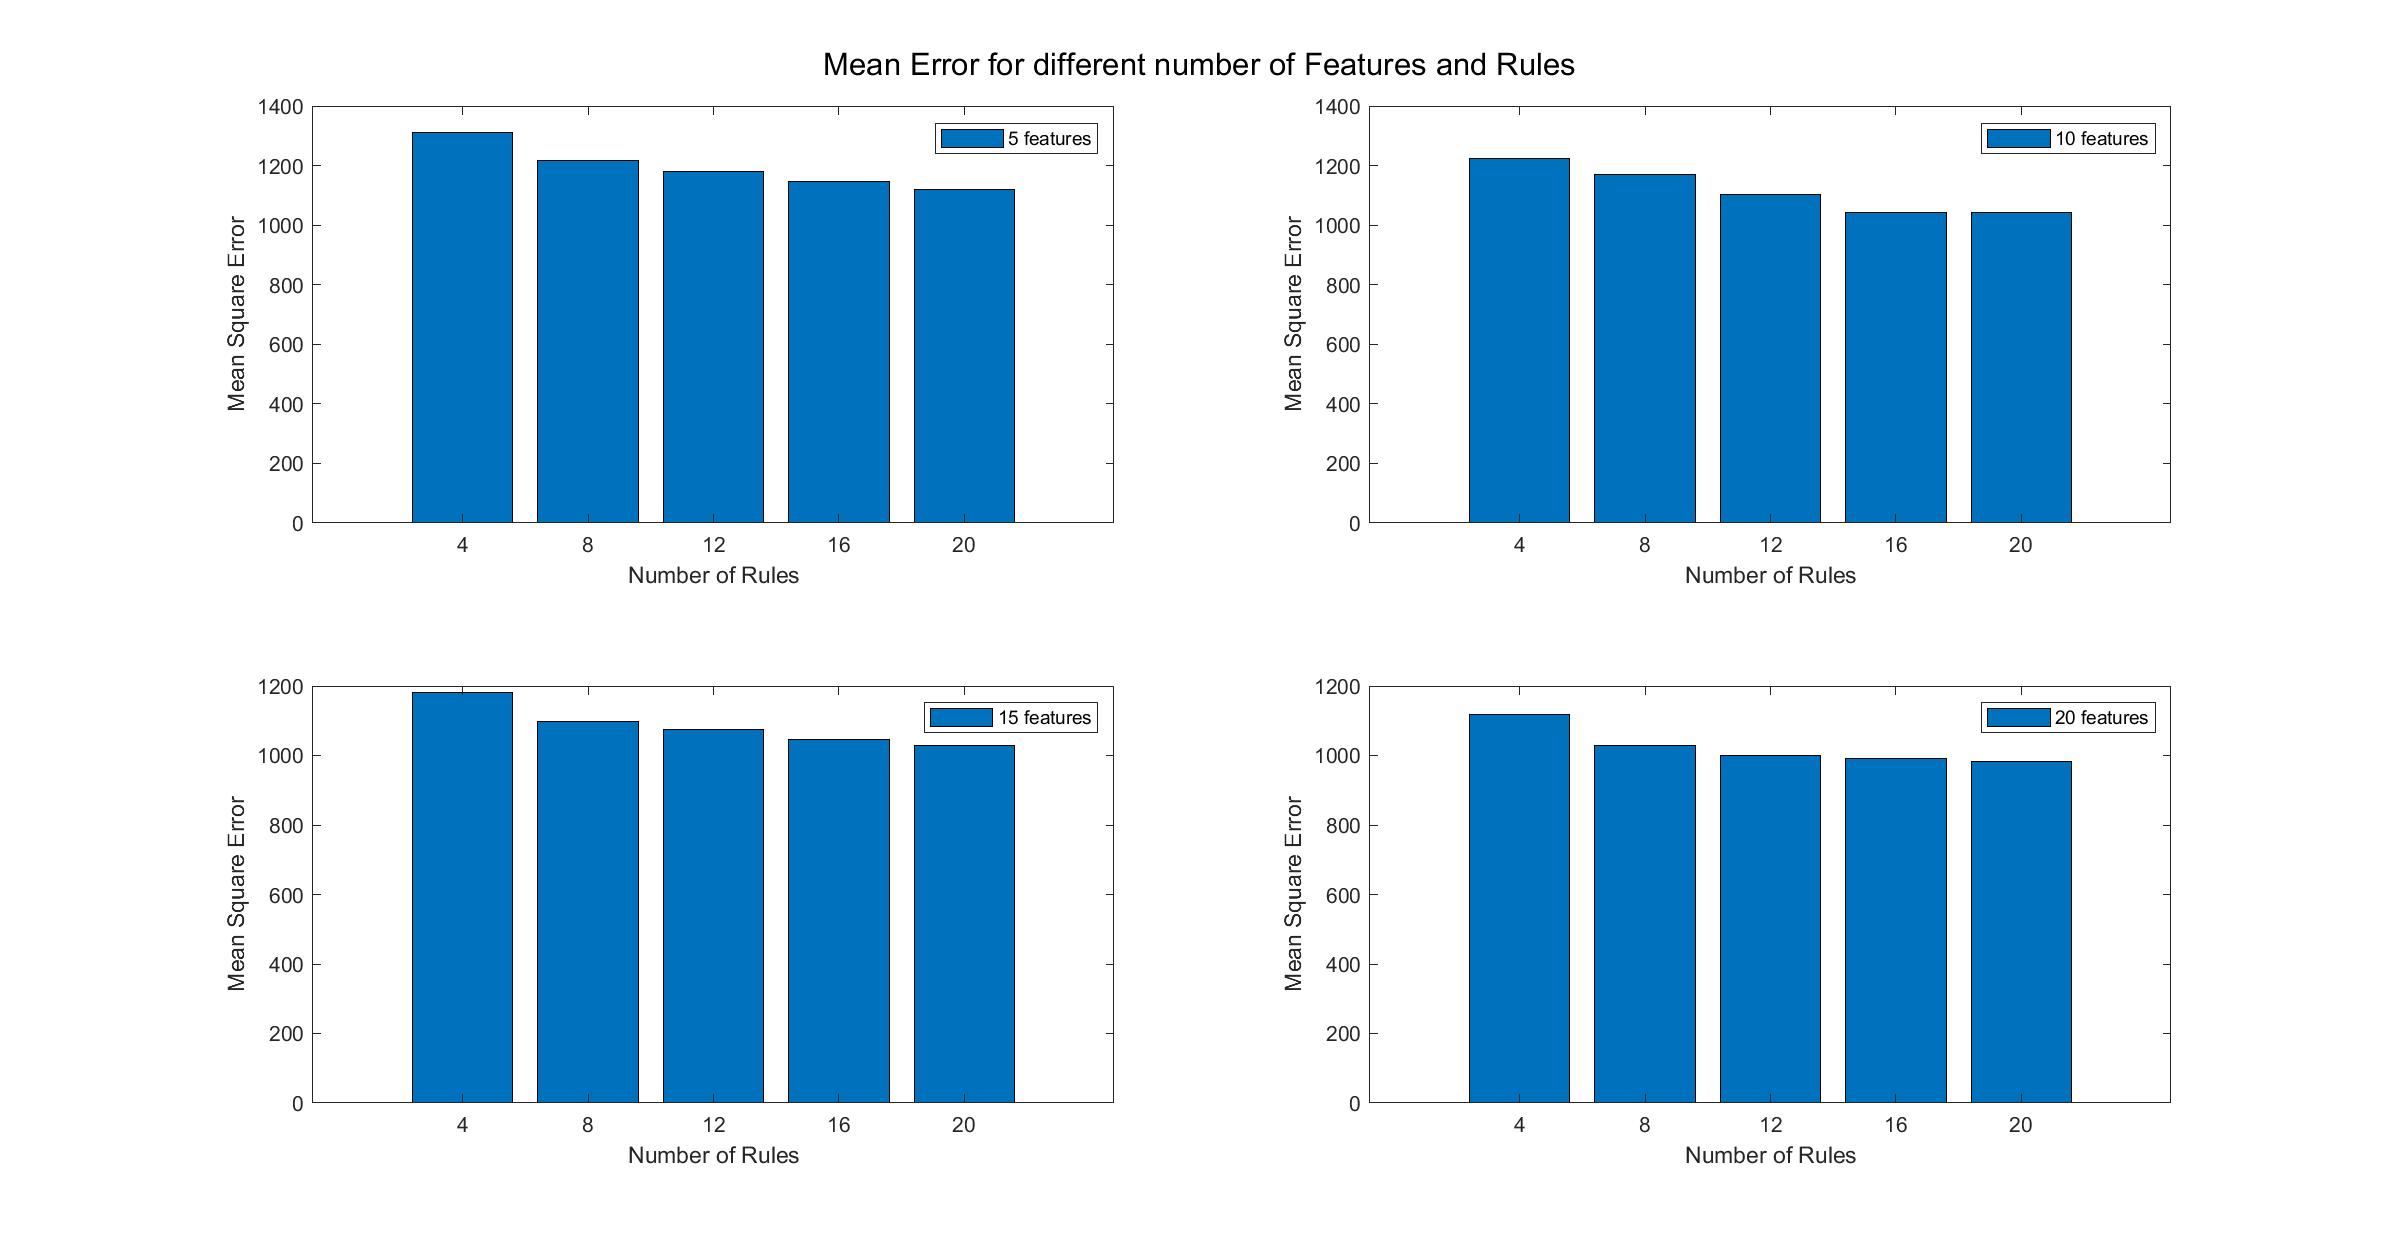 Mean Error for different number of Features and Rules
1400
1200
1000
800
600
400
200
0
Mean Square Error
5 features
4 8 12 16 20
Number of Rules
1400
1200
1000
800
600
400
200
0
Mean Square Error
10 features
4 8 12 16 20
Number of Rules
1200
1000
800
600
400
200
0
Mean Square Error
15 features
4 8 12 16 20
Number of Rules
1200
1000
800
600
400
200
0
Mean Square Error
20 features
4 8 12 16 20
Number of Rules